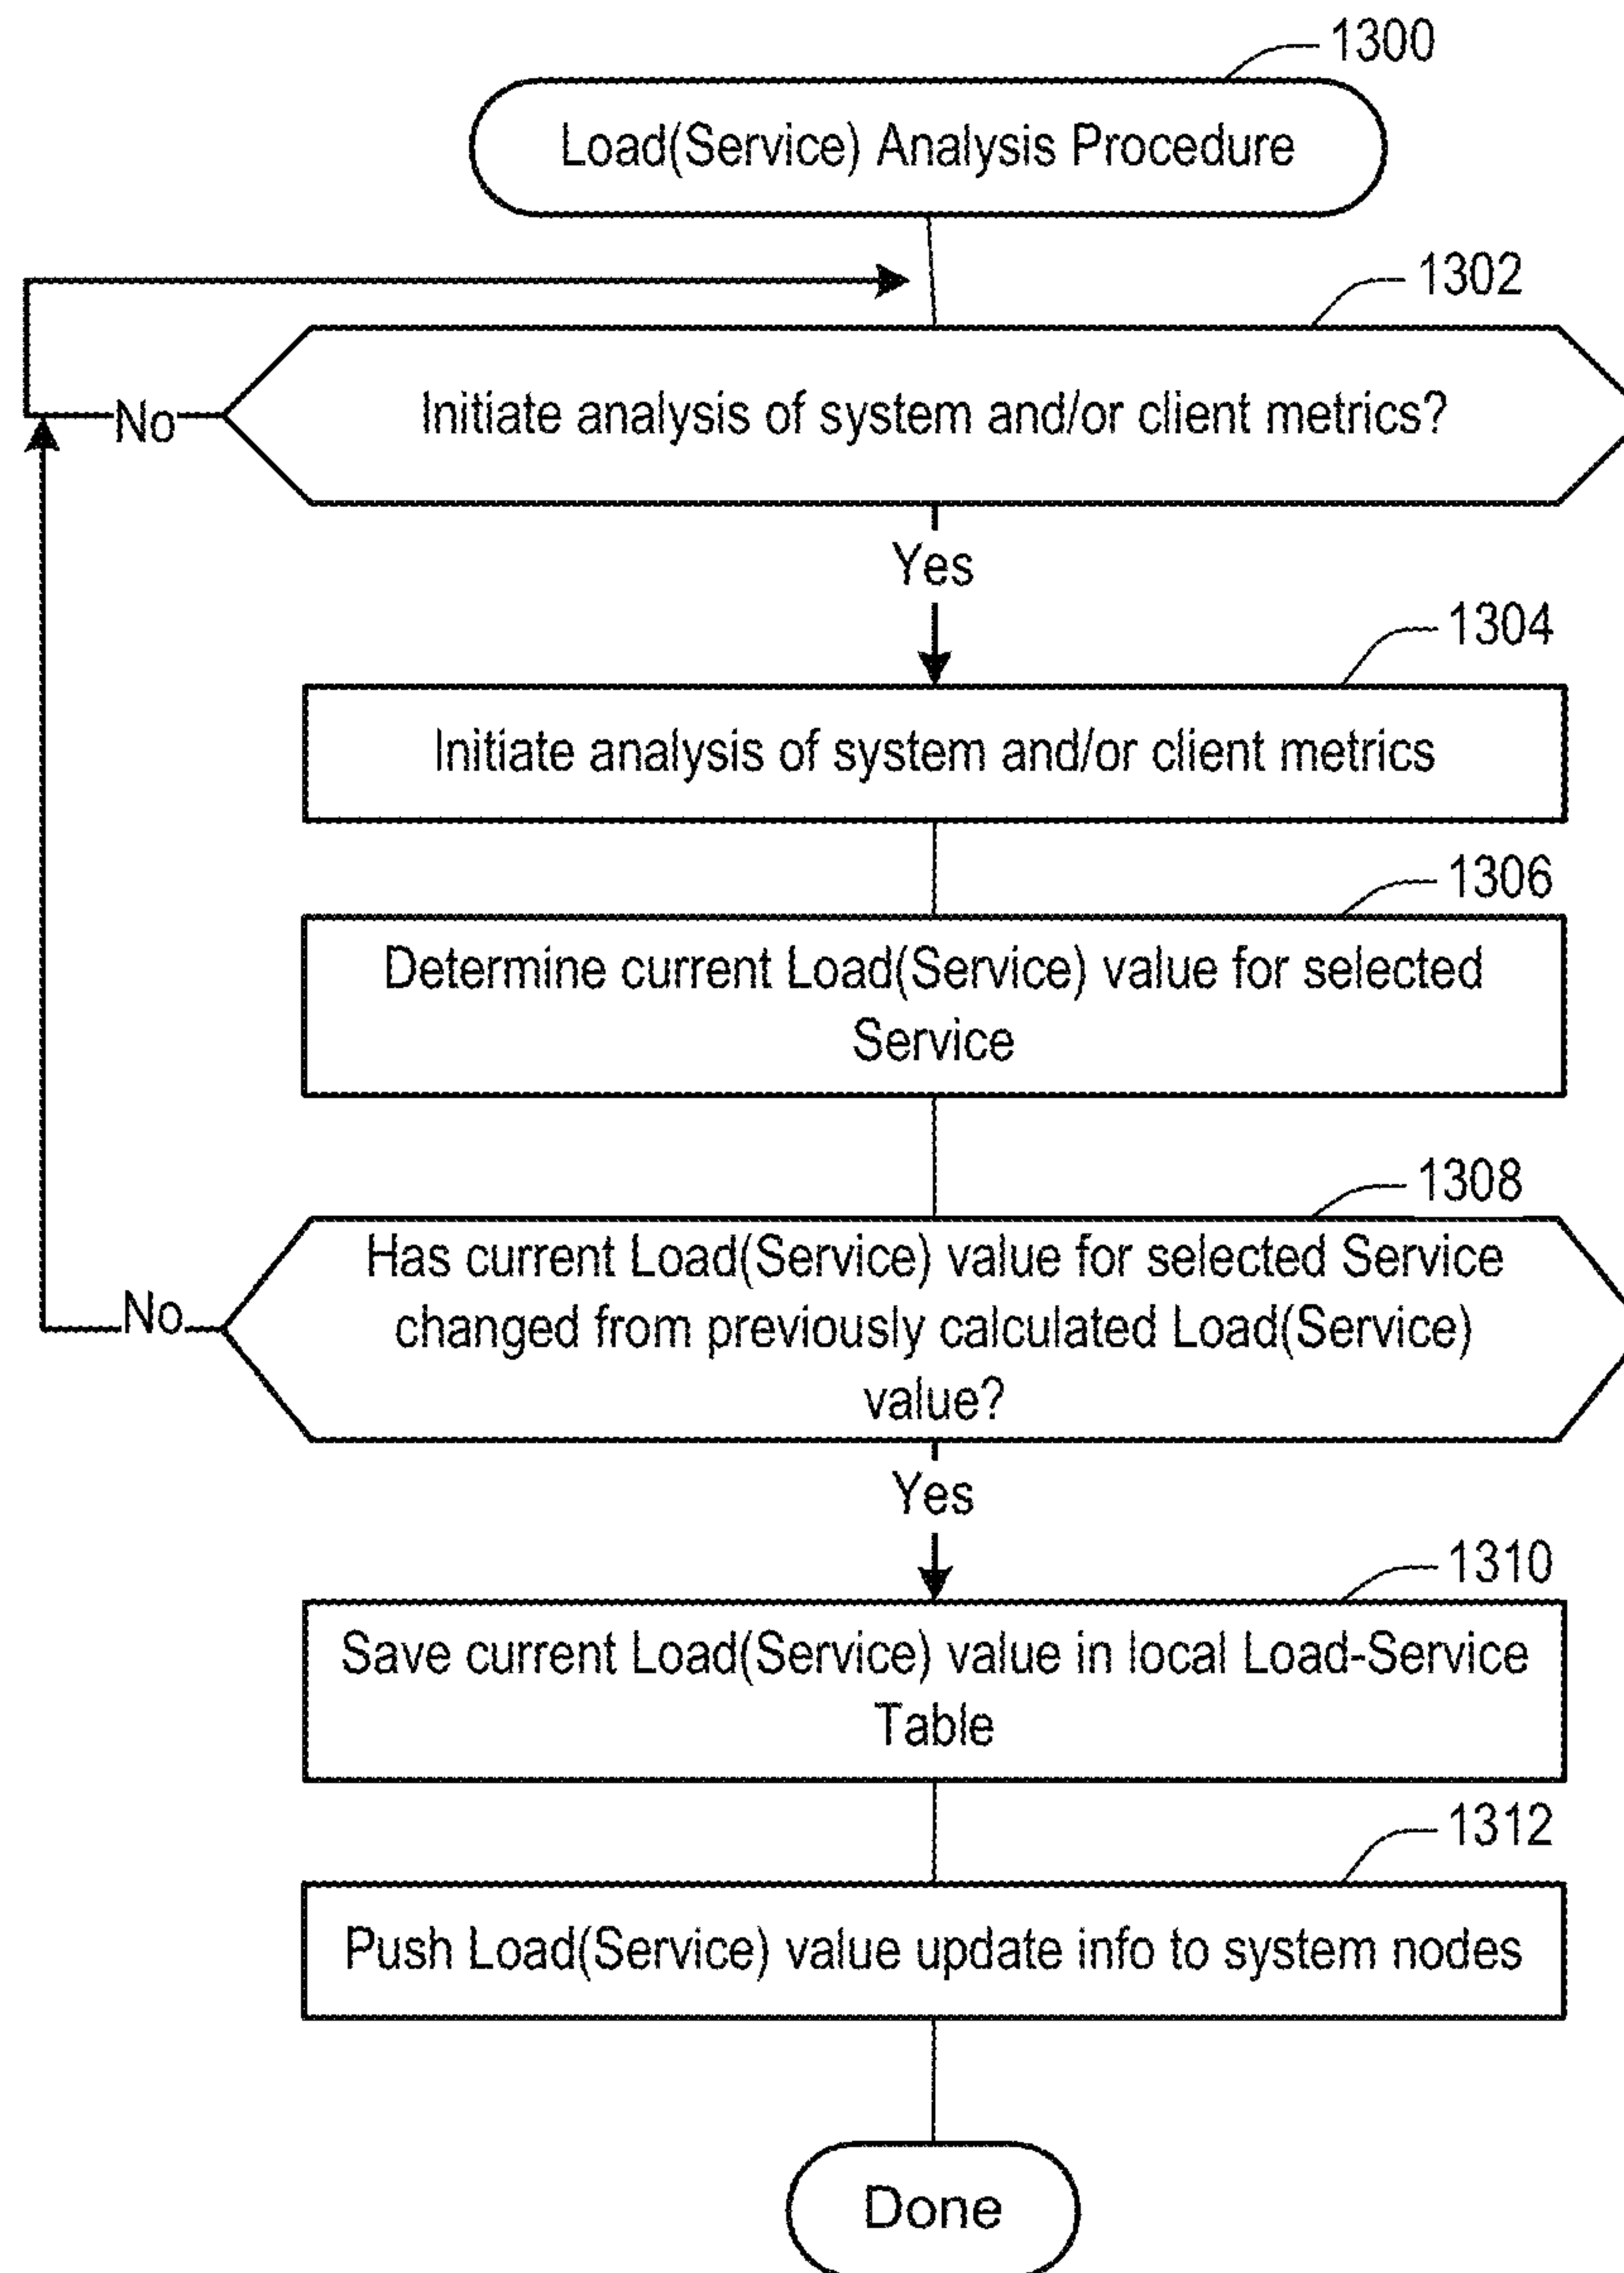 1300
Load(Service) Analysis Procedure
1302
Initiate analysis of system and/or client metrics?
No
Yes
1304
Initiate analysis of system and/or client metrics
1306
Determine current Load(Service) value for selected
Service
1308
Has current Load(Service) value for selected Service
changed from previously calculated Load(Service)
value?
No
Yes
1310
Save current Load(Service) value in local Load-Service
Table
1312
Push Load(Service) value update info to system nodes
Done